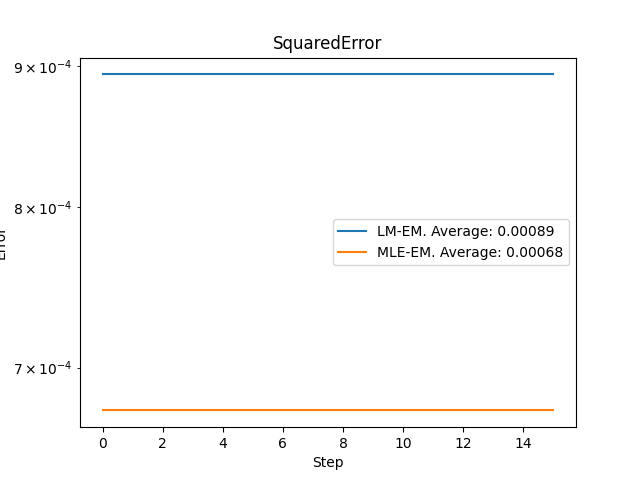 SquaredError
9 × 10⁻⁴
8 × 10⁻⁴
7 × 10⁻⁴
Error
LM-EM. Average: 0.00089
MLE-EM. Average: 0.00068
0 2 4 6 8 10 12 14
Step